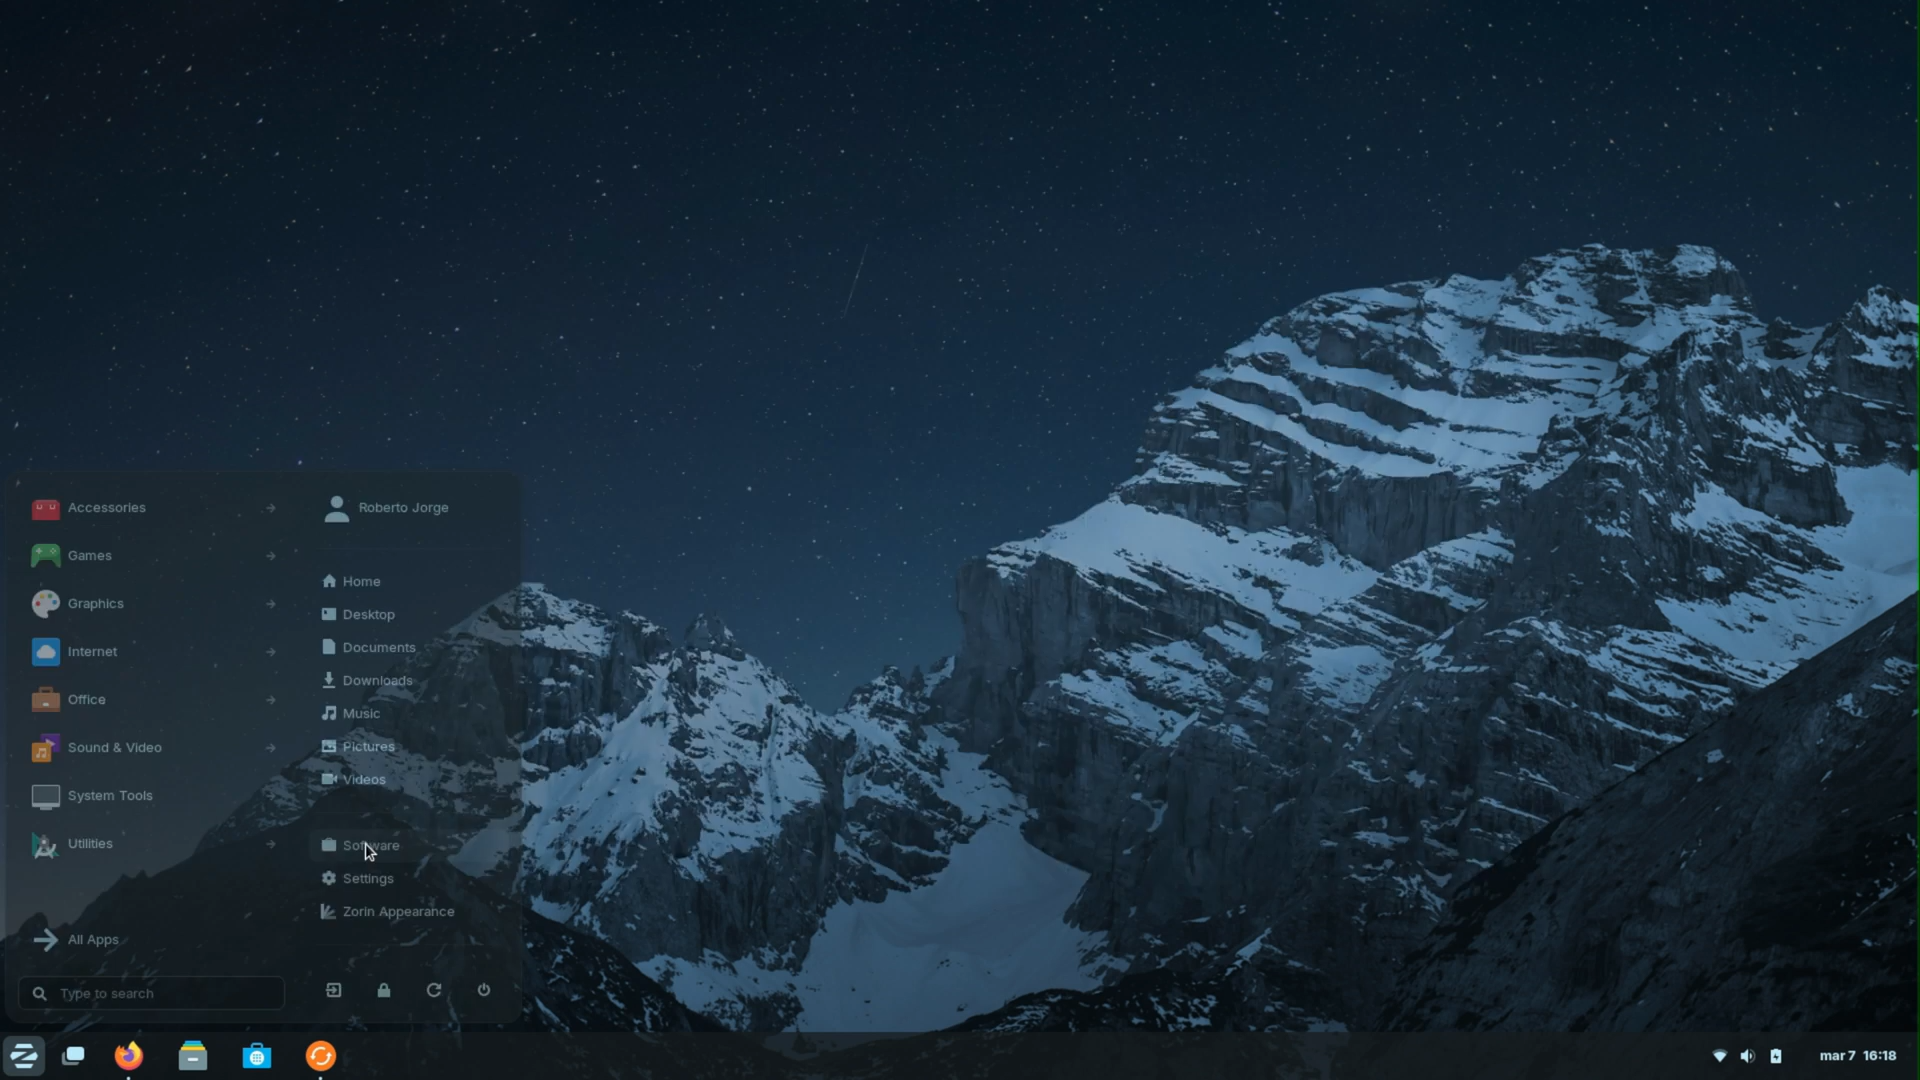 Accessories
Games
Graphics
Internet
Office
Sound & Video
System Tools
Utilities
All Apps
Type to search
Roberto Jorge
Home
Desktop
Documents
Downloads
Music
Pictures
Videos
Software
Settings
Zorin Appearance
mar 7 16:18